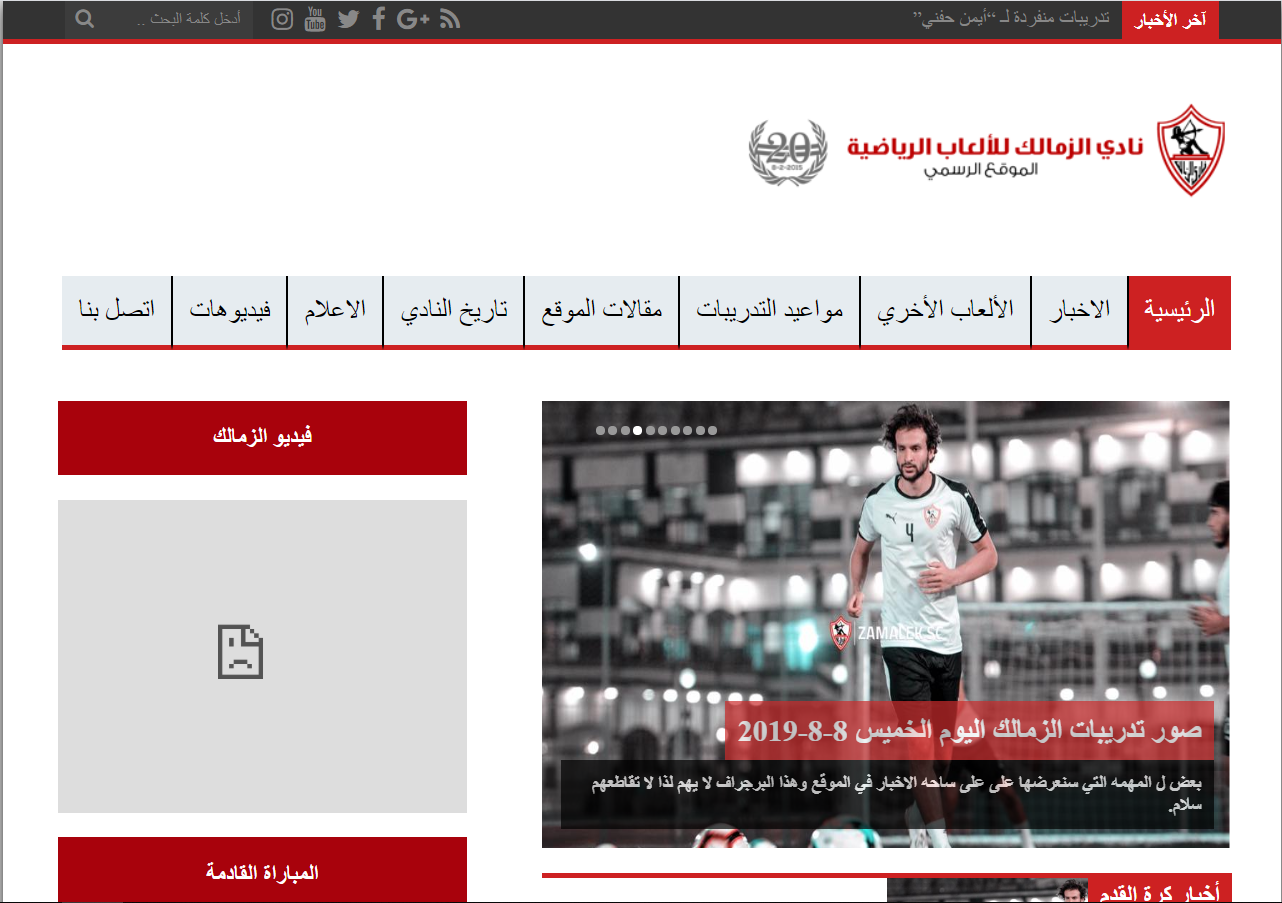 آخر الأخبار
تدريبات منفردة لـ “أيمن حفني”
You
Tube
أدخل كلمة البحث ..
نادي الزمالك للألعاب الرياضية
الموقع الرسمي
20
8-2-2015
الرئيسية
الاخبار
الألعاب الأخري
مواعيد التدريبات
مقالات الموقع
تاريخ النادي
الاعلام
فيديوهات
اتصل بنا
4
ZAMALEK SC
صور تدريبات الزمالك اليوم الخميس 8-8-2019
بعض ل المهمه التي سنعرضها على على ساحه الاخبار في الموقع وهذا البرجراف لا يهم لذا لا تقاطعهم
سلام.
أخبار كرة القدم
فيديو الزمالك
المباراة القادمة